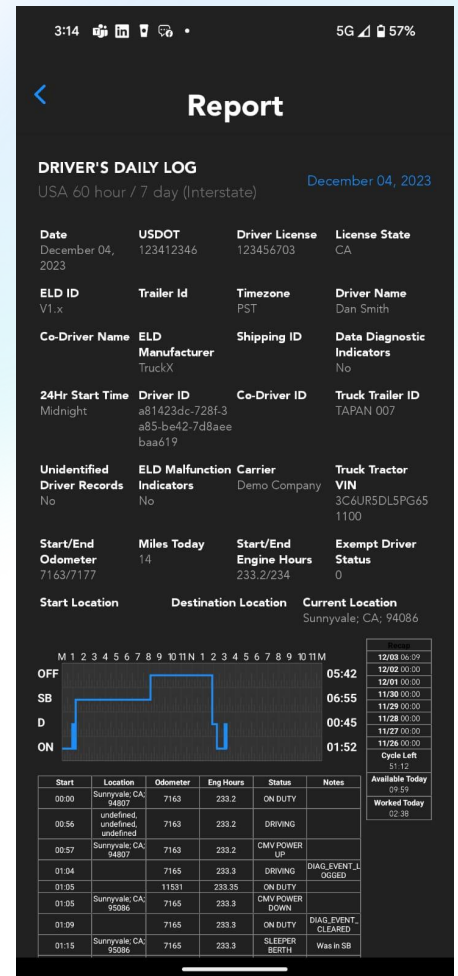 3:14 5G 57%
Report
DRIVER'S DAILY LOG
USA 60 hour / 7 day (Interstate)
December 04, 2023
Date USDOT Driver License License State
December 04, 2023 123412346 123456703 CA
ELD ID Trailer Id Timezone Driver Name
V1.x PST Dan Smith
Co-Driver Name ELD Manufacturer Shipping ID Data Diagnostic Indicators
TruckX No
24Hr Start Time Driver ID Co-Driver ID Truck Trailer ID
Midnight a81423dc-728f-3a85-be42-7d8aeebaa619 TAPAN 007
Unidentified Driver Records ELD Malfunction Indicators Carrier Truck Tractor VIN
No No Demo Company 3C6UR5DL5PG651100
Start/End Odometer Miles Today Start/End Engine Hours Exempt Driver Status
7163/7177 14 233.2/234 0
Start Location Destination Location Current Location
Sunnyvale; CA; 94086
M 1 2 3 4 5 6 7 8 9 10 11 N 1 2 3 4 5 6 7 8 9 10 11 M
OFF 05:42
SB 06:55
D 00:45
ON 01:52
Recap
12/03 06:09
12/02 00:00
12/01 00:00
11/30 00:00
11/29 00:00
11/28 00:00
11/27 00:00
11/26 00:00
Cycle Left
51:12
Available Today
09:59
Worked Today
02:38
Start Location Odometer Eng Hours Status Notes
00:00 Sunnyvale; CA; 94807 7163 233.2 ON DUTY
00:56 undefined, undefined, undefined 7163 233.2 DRIVING
00:57 Sunnyvale; CA; 94807 7163 233.2 CMV POWER UP
01:04 7165 233.3 DRIVING DIAG_EVENT_LOGGED
01:05 11531 233.35 ON DUTY
01:05 Sunnyvale; CA; 95086 7165 233.3 CMV POWER DOWN
01:09 7165 233.3 ON DUTY DIAG_EVENT_CLEARED
01:15 Sunnyvale; CA; 95086 7165 233.3 SLEEPER BERTH Was in SB